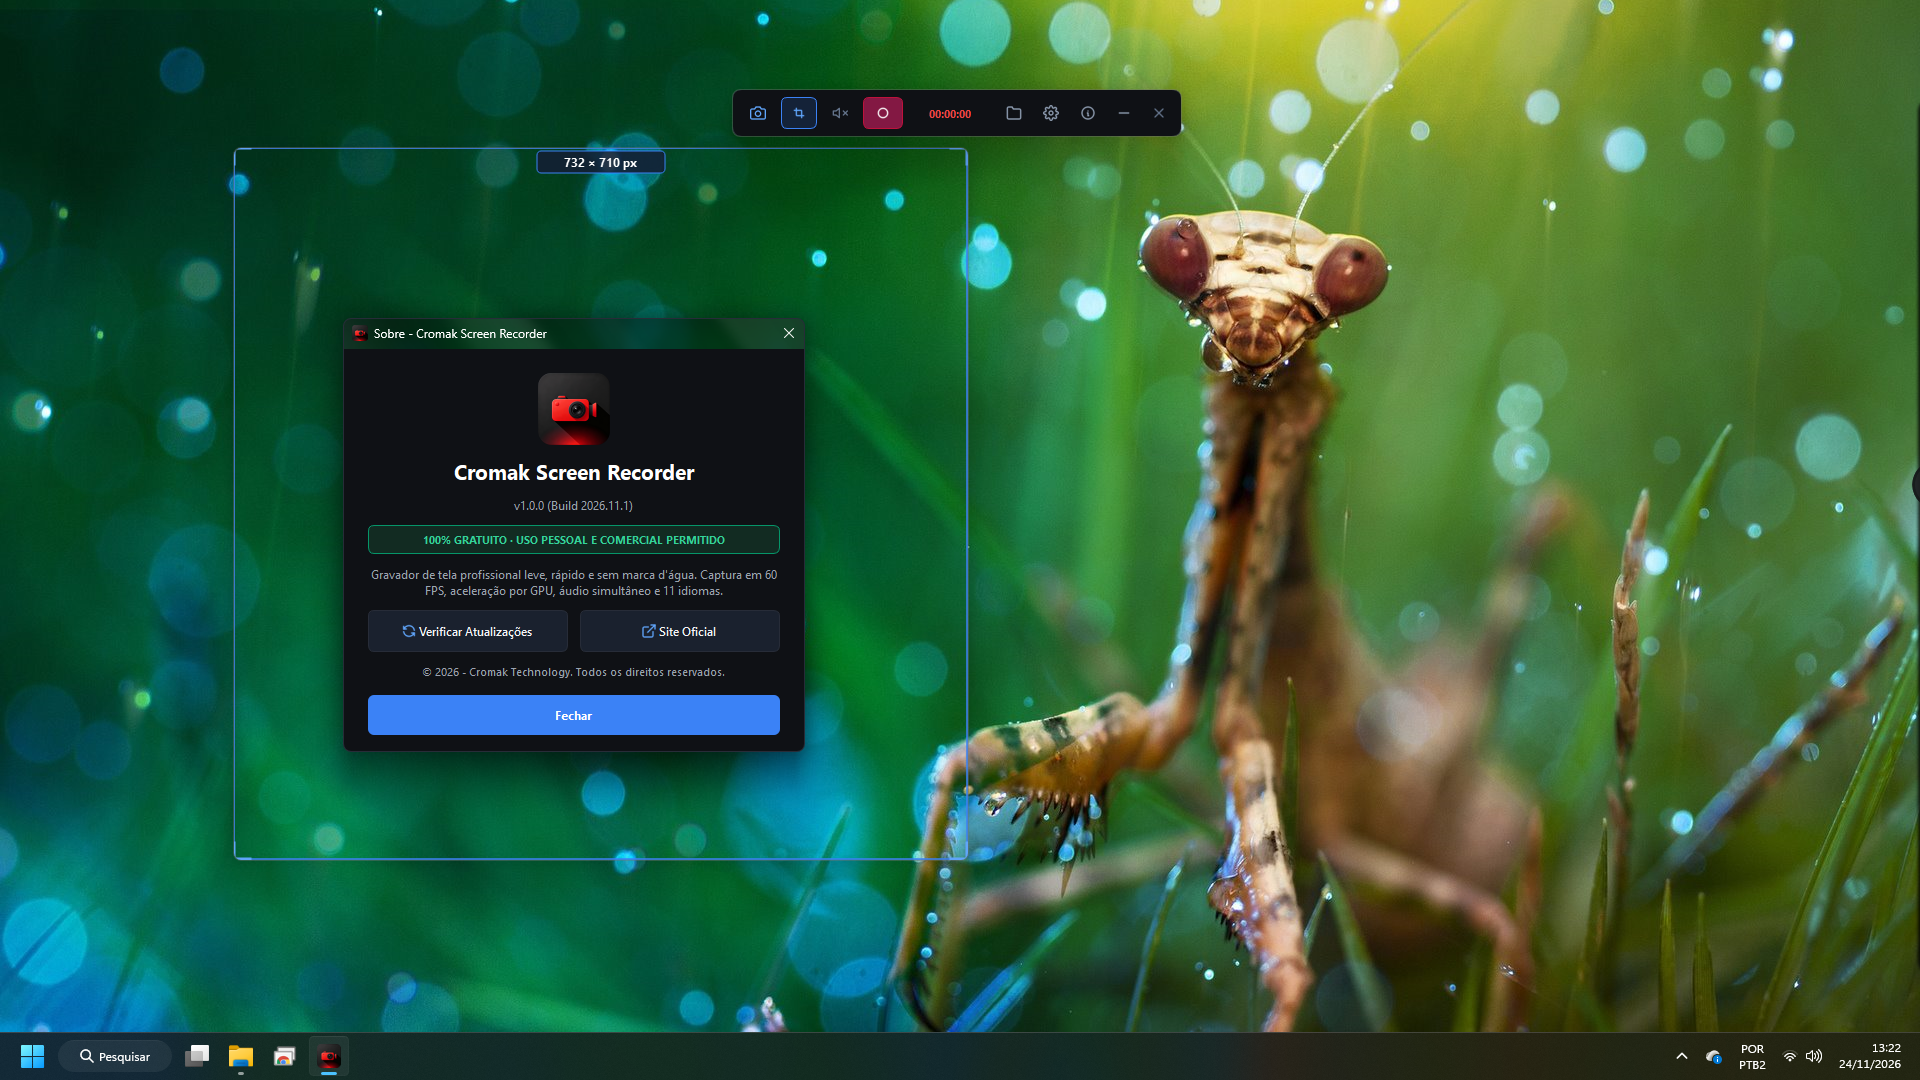 00:00:00
732 × 710 px
Sobre - Cromak Screen Recorder
Cromak Screen Recorder
v1.0.0 (Build 2026.11.1)
100% GRATUITO · USO PESSOAL E COMERCIAL PERMITIDO
Gravador de tela profissional leve, rápido e sem marca d'água. Captura em 60
FPS, aceleração por GPU, áudio simultâneo e 11 idiomas.
Verificar Atualizações
Site Oficial
© 2026 - Cromak Technology. Todos os direitos reservados.
Fechar
Pesquisar
POR
PTB2
13:22
24/11/2026